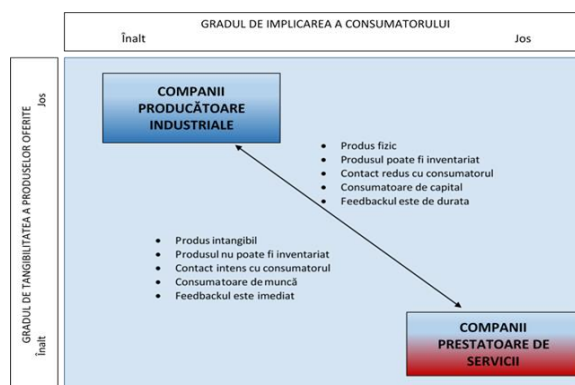 GRADUL DE IMPLICAREA A CONSUMATORULUI
Înalt
Jos
GRADUL DE TANGIBILITATEA A PRODUSELOR OFERITE
Jos
Înalt
COMPANII
PRODUCĂTOARE
INDUSTRIALE
• Produs fizic
• Produsul poate fi inventariat
• Contact redus cu consumatorul
• Consumatoare de capital
• Feedbackul este de durata
• Produs intangibil
• Produsul nu poate fi inventariat
• Contact intens cu consumatorul
• Consumatoare de muncă
• Feedbackul este imediat
COMPANII
PRESTATOARE DE
SERVICII